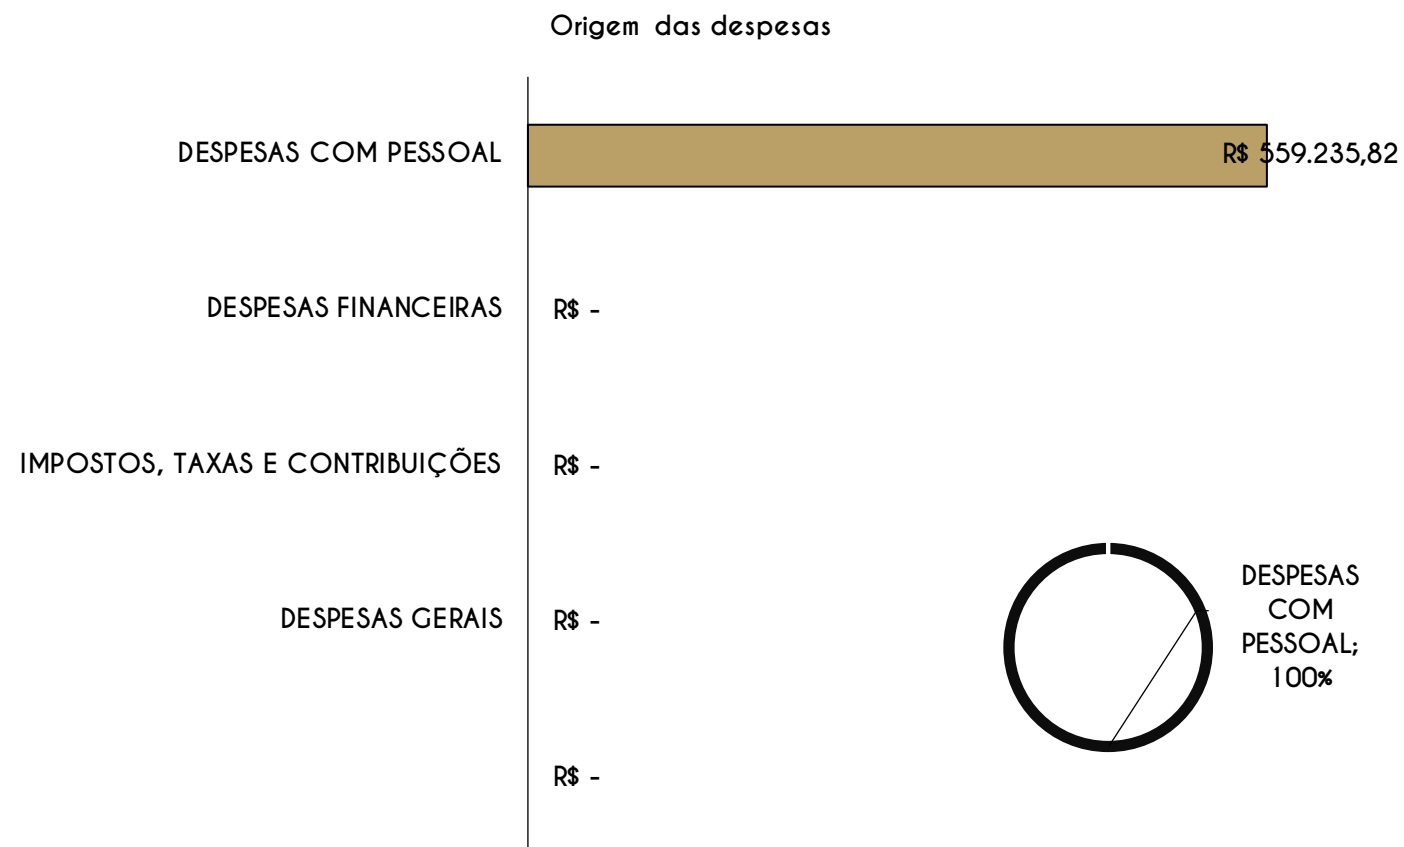 Origem das despesas
DESPESAS COM PESSOAL
R$ 559.235,82
DESPESAS FINANCEIRAS
R$ -
IMPOSTOS, TAXAS E CONTRIBUIÇÕES
R$ -
DESPESAS GERAIS
R$ -
R$ -
DESPESAS
COM
PESSOAL;
100%